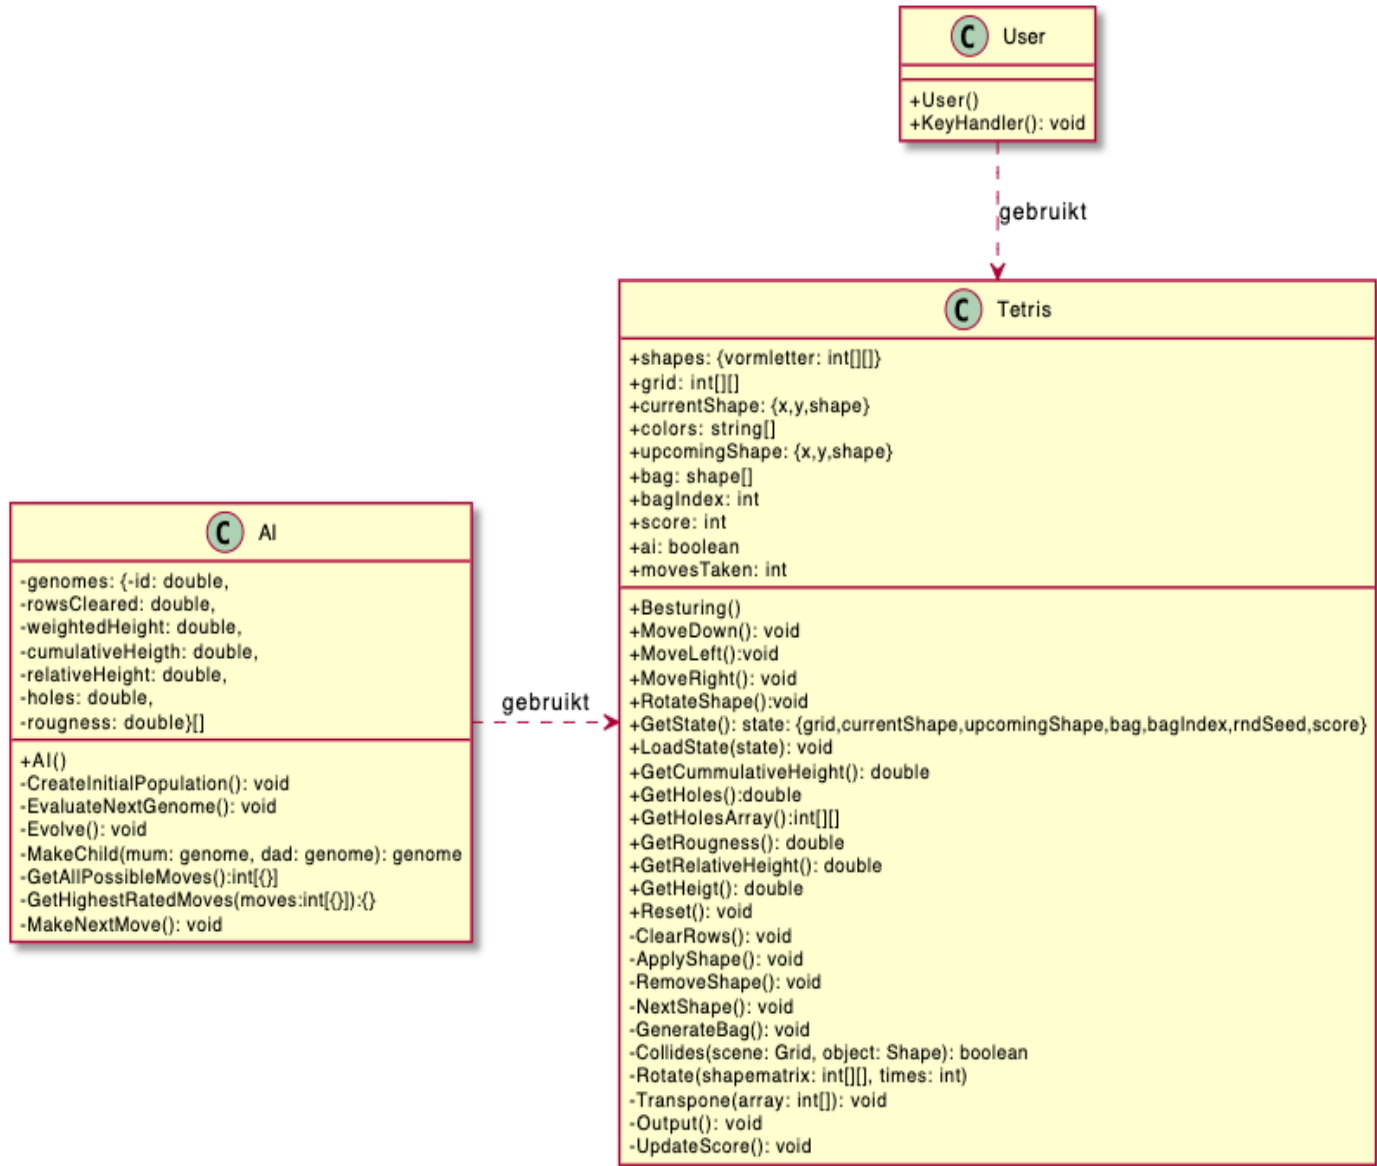 C User
+User()
+KeyHandler(): void
gebruikt
C Tetris
+shapes: {vormletter: int[][]}
+grid: int[][]
+currentShape: {x,y,shape}
+colors: string[]
+upcomingShape: {x,y,shape}
+bag: shape[]
+bagIndex: int
+score: int
+ai: boolean
+movesTaken: int
+Besturing()
+MoveDown(): void
+MoveLeft():void
+MoveRight(): void
+RotateShape():void
+GetState(): state: {grid,currentShape,upcomingShape,bag,bagIndex,rndSeed,score}
+LoadState(state): void
+GetCummulativeHeight(): double
+GetHoles():double
+GetHolesArray():int[][]
+GetRougness(): double
+GetRelativeHeight(): double
+GetHeigt(): double
+Reset(): void
-ClearRows(): void
-ApplyShape(): void
-RemoveShape(): void
-NextShape(): void
-GenerateBag(): void
-Collides(scene: Grid, object: Shape): boolean
-Rotate(shapematrix: int[][], times: int)
-Transpone(array: int[]): void
-Output(): void
-UpdateScore(): void
C AI
-genomes: {-id: double,
-rowsCleared: double,
-weightedHeight: double,
-cumulativeHeigth: double,
-relativeHeight: double,
-holes: double,
-rougness: double}[]
+AI()
-CreateInitialPopulation(): void
-EvaluateNextGenome(): void
-Evolve(): void
-MakeChild(mum: genome, dad: genome): genome
-GetAllPossibleMoves():int[{}]
-GetHighestRatedMoves(moves:int[{}]):{}
-MakeNextMove(): void
gebruikt